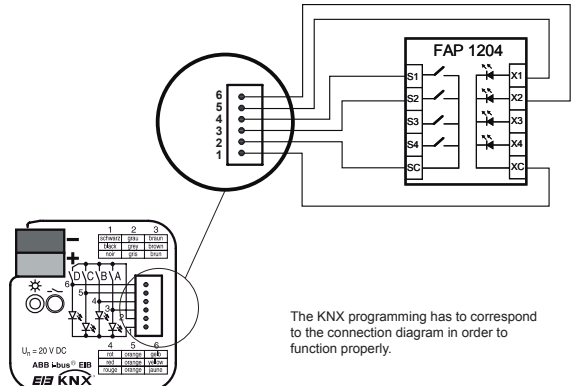 FAP 1204
6
5
4
3
2
1
S1
S2
S3
S4
SC
X1
X2
X3
X4
XC
1 2 3
schwarz grau braun
black grey brown
noir gris brun
D C B A
6
5
4
3
2
1
4 5 6
rot orange gelb
red orange yellow
rouge orange jaune
Un = 20 V DC
ABB i-bus® EIB
EIB KNX
The KNX programming has to correspond
to the connection diagram in order to
function properly.